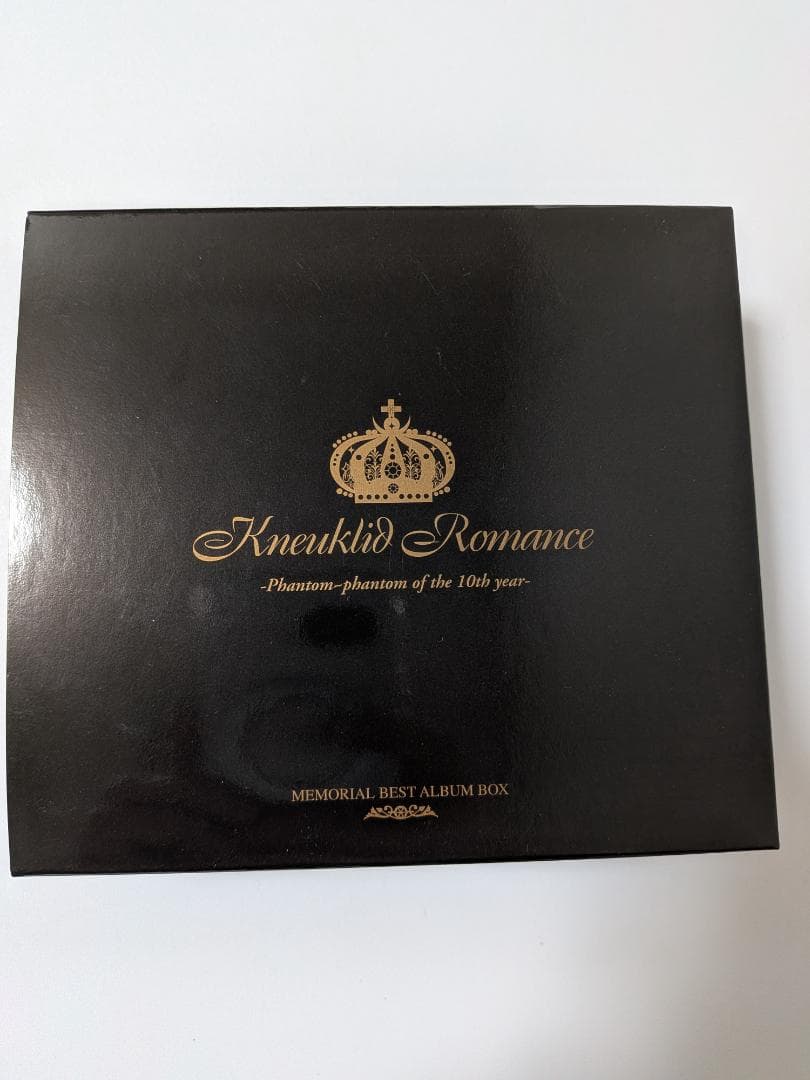 Kneuklid Romance
-Phantom~phantom of the 10th year-
MEMORIAL BEST ALBUM BOX